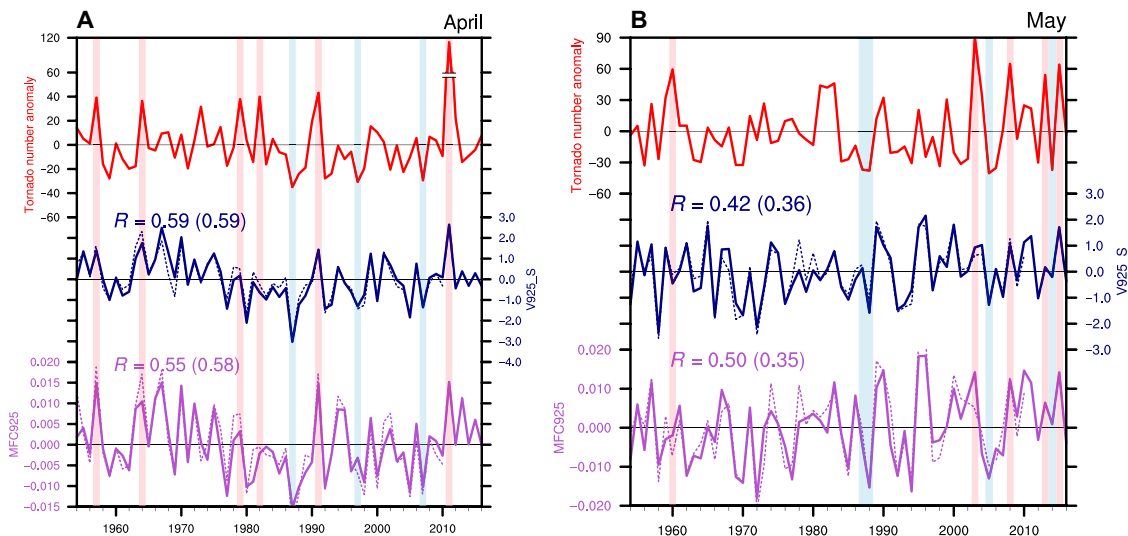 A
April
120
60
20
0
−20
−40
−60
Tornado number anomaly
R = 0.59 (0.59)
3.0
2.0
1.0
0.0
−1.0
−2.0
−3.0
−4.0
V925_S
R = 0.55 (0.58)
0.020
0.015
0.010
0.005
0.000
−0.005
−0.010
−0.015
MFC925
1960 1970 1980 1990 2000 2010
B
May
90
60
30
0
−30
−60
Tornado number anomaly
R = 0.42 (0.36)
3.0
2.0
1.0
0.0
−1.0
−2.0
−3.0
V925_S
R = 0.50 (0.35)
0.020
0.010
0.000
−0.010
−0.020
MFC925
1960 1970 1980 1990 2000 2010